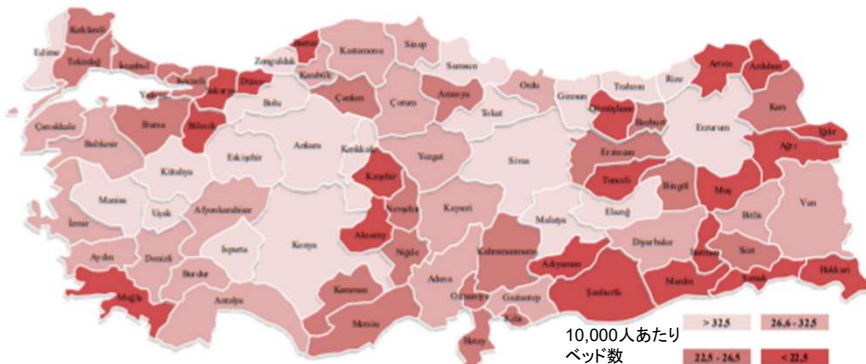 Kırklareli
Edirne
Tekirdağ
İstanbul
Kocaeli
Yalova
Sakarya
Düzce
Zonguldak
Bartın
Karabük
Kastamonu
Sinop
Samsun
Ordu
Giresun
Trabzon
Rize
Artvin
Ardahan
Çanakkale
Balıkesir
Bursa
Bilecik
Bolu
Çankırı
Çorum
Amasya
Tokat
Gümüşhane
Bayburt
Erzurum
Kars
Iğdır
Ağrı
Kütahya
Eskişehir
Ankara
Kırıkkale
Yozgat
Sivas
Erzincan
Tunceli
Bingöl
Muş
Van
Manisa
Uşak
Afyonkarahisar
Kırşehir
Nevşehir
Kayseri
Malatya
Elazığ
Bitlis
İzmir
Aydın
Denizli
Isparta
Burdur
Konya
Aksaray
Niğde
Kahramanmaraş
Adıyaman
Diyarbakır
Batman
Siirt
Hakkari
Muğla
Antalya
Karaman
Mersin
Adana
Osmaniye
Gaziantep
Kilis
Hatay
Şanlıurfa
Mardin
Şırnak
10,000人あたり
ベッド数
> 32,5
26,6 - 32,5
22,5 - 26,5
< 22,5